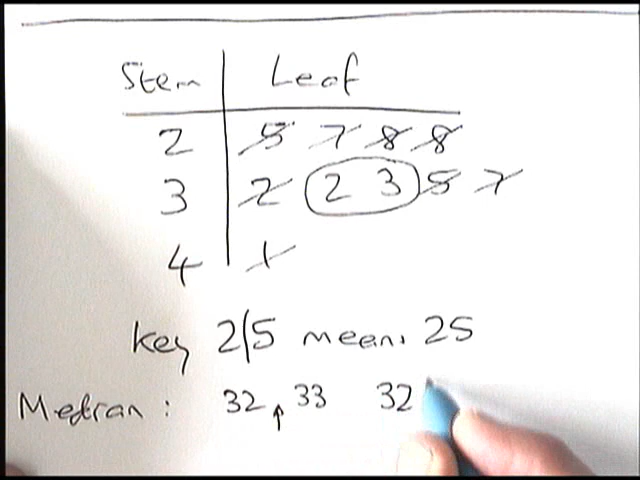 Stem Leaf
2 5 7 8 8
3 2 2 3 5 7
4 1
Key 2|5 means 25
Median : 32 33 32